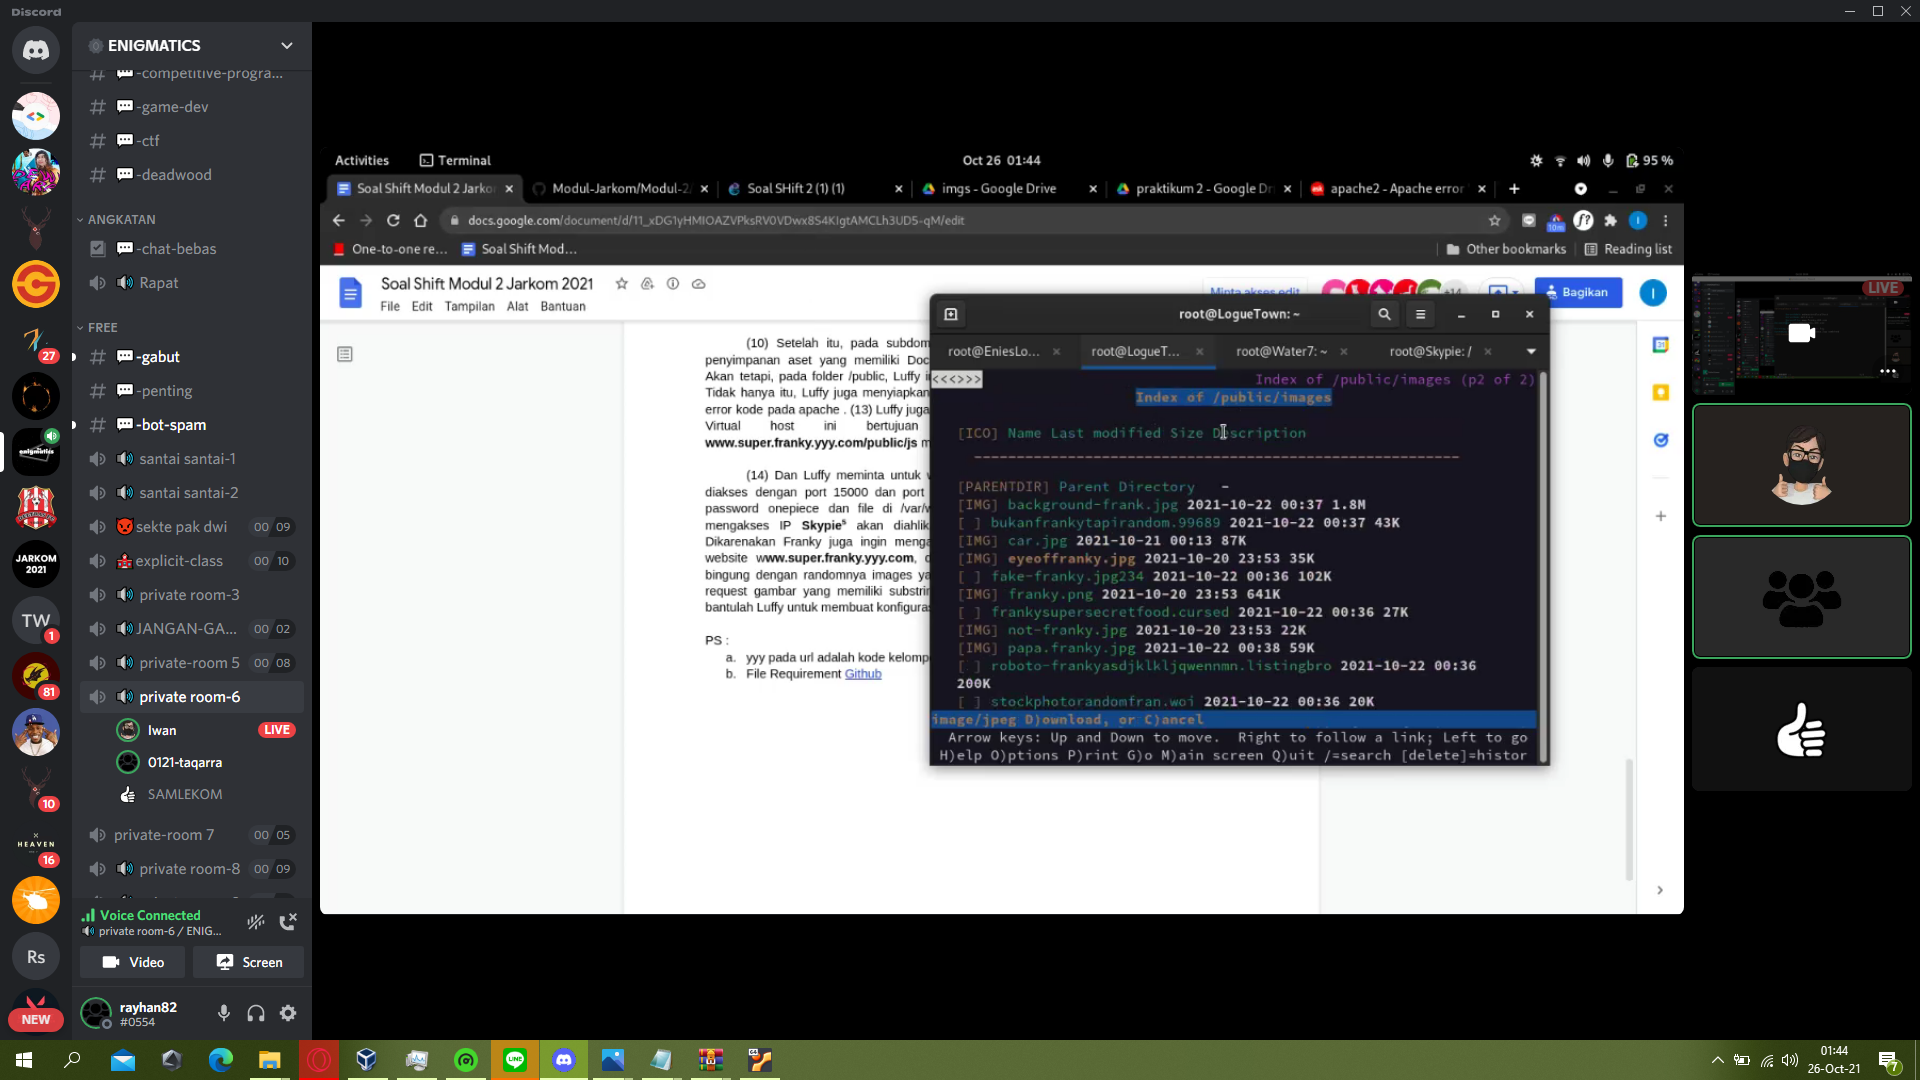 Discord
ENIGMATICS
-competitive-progra...
-game-dev
-ctf
-deadwood
ANGKATAN
-chat-bebas
Rapat
FREE
-gabut
-penting
-bot-spam
santai santai-1
santai santai-2
sekte pak dwi 00 09
explicit-class 00 10
private room-3
JANGAN-GA... 00 02
private-room 5 00 08
private room-6
Iwan LIVE
0121-taqarra
SAMLEKOM
private-room 7 00 05
private room-8 00 09
Voice Connected
private room-6 / ENIG...
Video Screen
rayhan82
#0554
27
enigmatics
JARKOM
2021
TW
1
81
10
HEAVEN
16
Rs
NEW
Activities Terminal Oct 26 01:44 95 %
Soal Shift Modul 2 Jarko Modul-Jarkom/Modul-2 Soal SHift 2 (1) (1) imgs - Google Drive praktikum 2 - Google Dr apache2 - Apache error
docs.google.com/document/d/11_xDG1yHMIOAZVPksRV0VDwx8S4KIgtAMCLh3UD5-qM/edit
One-to-one re... Soal Shift Mod... Other bookmarks Reading list
Soal Shift Modul 2 Jarkom 2021
File Edit Tampilan Alat Bantuan
Minta akses edit
Bagikan
I
(10) Setelah itu, pada subdom
penyimpanan aset yang memiliki Doc
Akan tetapi, pada folder /public, Luffy i
Tidak hanya itu, Luffy juga menyiapkan
error kode pada apache . (13) Luffy juga
Virtual host ini bertujuan
www.super.franky.yyy.com/public/js m
(14) Dan Luffy meminta untuk w
diakses dengan port 15000 dan port
password onepiece dan file di /var/w
mengakses IP Skypie⁵ akan diahlik
Dikarenakan Franky juga ingin menga
website www.super.franky.yyy.com, d
bingung dengan randomnya images ya
request gambar yang memiliki substrin
bantulah Luffy untuk membuat konfigura
PS :
a. yyy pada url adalah kode kelomp
b. File Requirement Github
root@LogueTown: ~
root@EniesLo... root@LogueT... root@Water7: ~ root@Skypie: /
<<<>>> Index of /public/images (p2 of 2)
Index of /public/images
[ICO] Name Last modified Size Description
[PARENTDIR] Parent Directory -
[IMG] background-frank.jpg 2021-10-22 00:37 1.8M
[ ] bukanfrankytapirandom.99689 2021-10-22 00:37 43K
[IMG] car.jpg 2021-10-21 00:13 87K
[IMG] eyeoffranky.jpg 2021-10-20 23:53 35K
[ ] fake-franky.jpg234 2021-10-22 00:36 102K
[IMG] franky.png 2021-10-20 23:53 641K
[ ] frankysupersecretfood.cursed 2021-10-22 00:36 27K
[IMG] not-franky.jpg 2021-10-20 23:53 22K
[IMG] papa.franky.jpg 2021-10-22 00:38 59K
[ ] roboto-frankyasdjklkljqwennmn.listingbro 2021-10-22 00:36
200K
[ ] stockphotorandomfran.woi 2021-10-22 00:36 20K
image/jpeg D)ownload, or C)ancel
Arrow keys: Up and Down to move. Right to follow a link; Left to go
H)elp O)ptions P)rint G)o M)ain screen Q)uit /=search [delete]=histor
LIVE
01:44
26-Oct-21
7